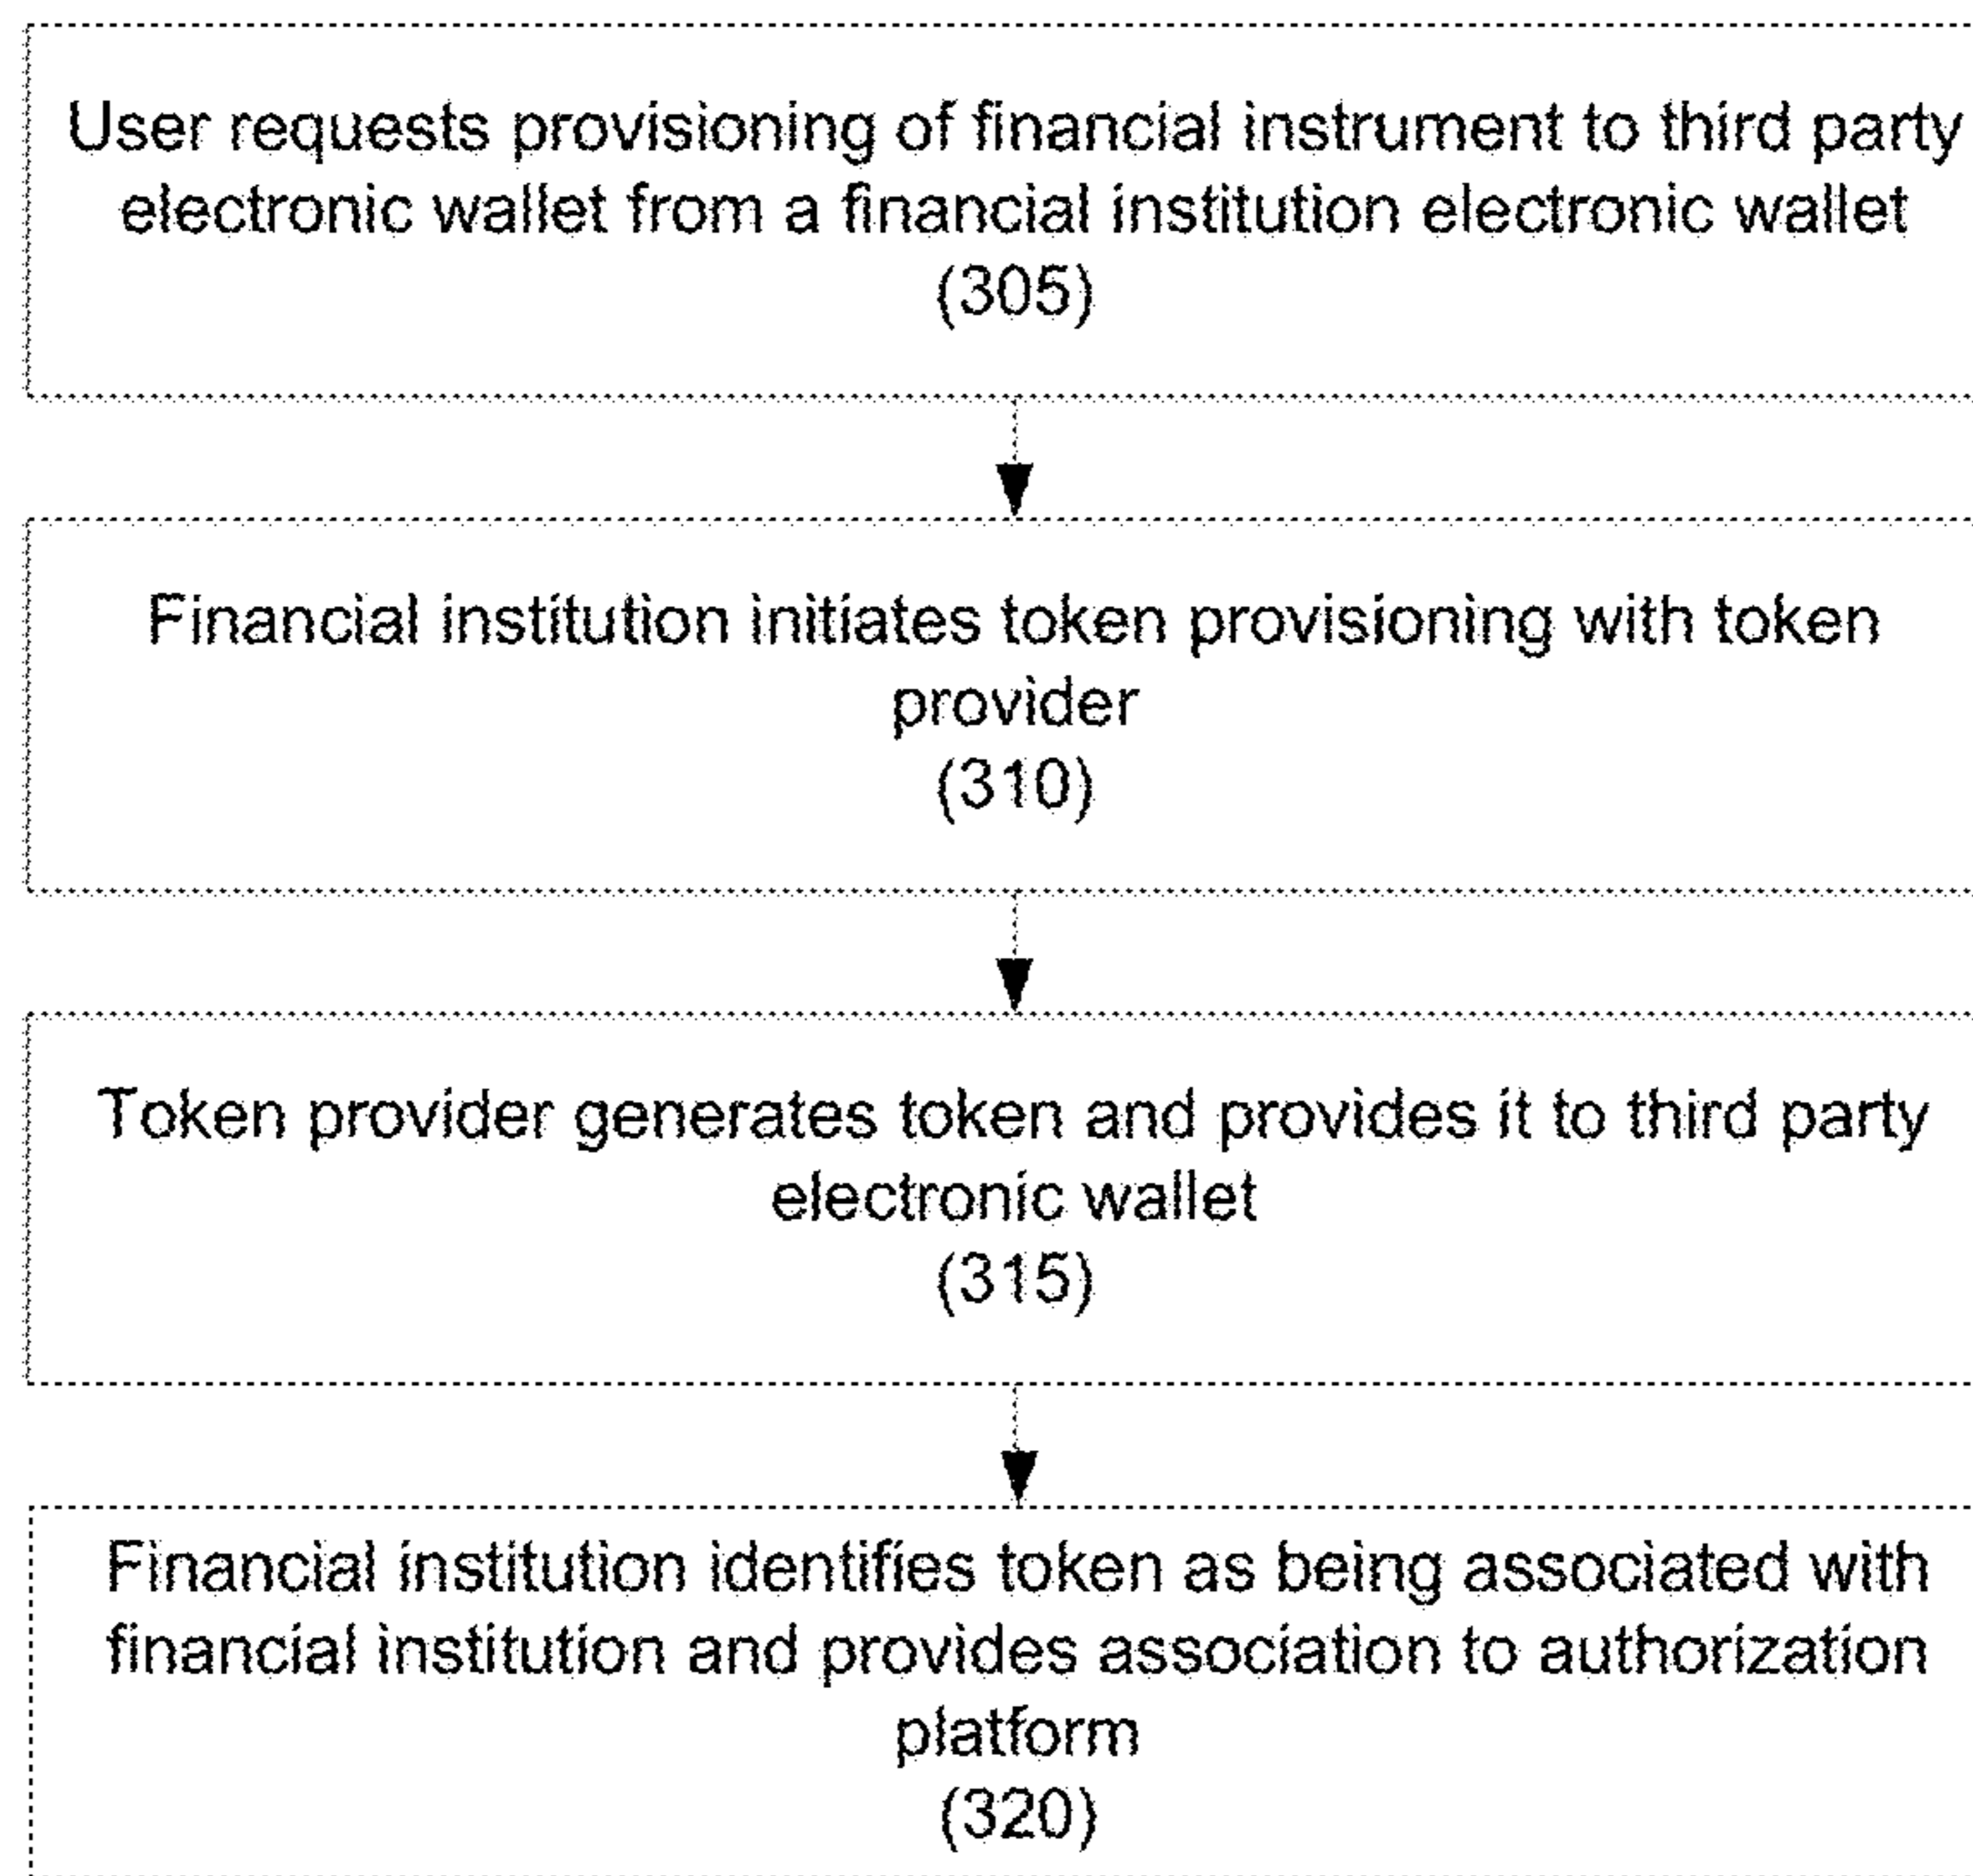 User requests provisioning of financial instrument to third party
electronic wallet from a financial institution electronic wallet
(305)
Financial institution initiates token provisioning with token
provider
(310)
Token provider generates token and provides it to third party
electronic wallet
(315)
Financial institution identifies token as being associated with
financial institution and provides association to authorization
platform
(320)